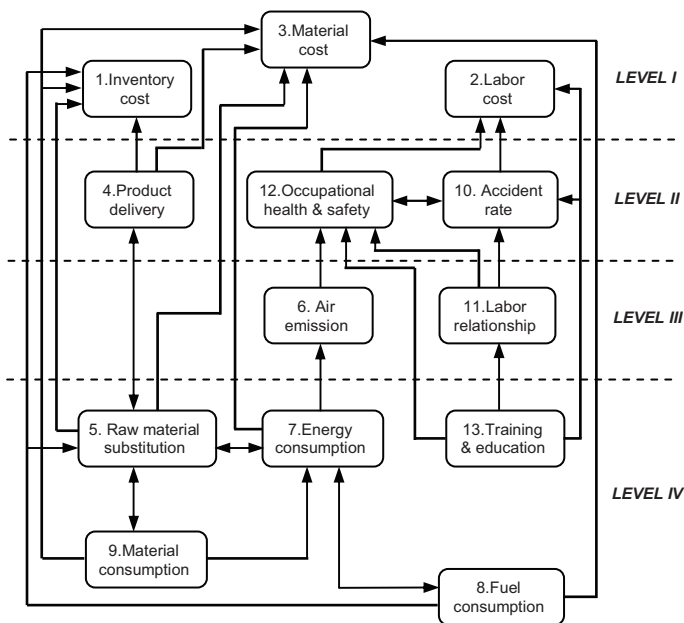 3.Material
cost
1.Inventory
cost
2.Labor
cost
LEVEL I
4.Product
delivery
12.Occupational
health & safety
10. Accident
rate
LEVEL II
6. Air
emission
11.Labor
relationship
LEVEL III
5. Raw material
substitution
7.Energy
consumption
13.Training
& education
LEVEL IV
9.Material
consumption
8.Fuel
consumption